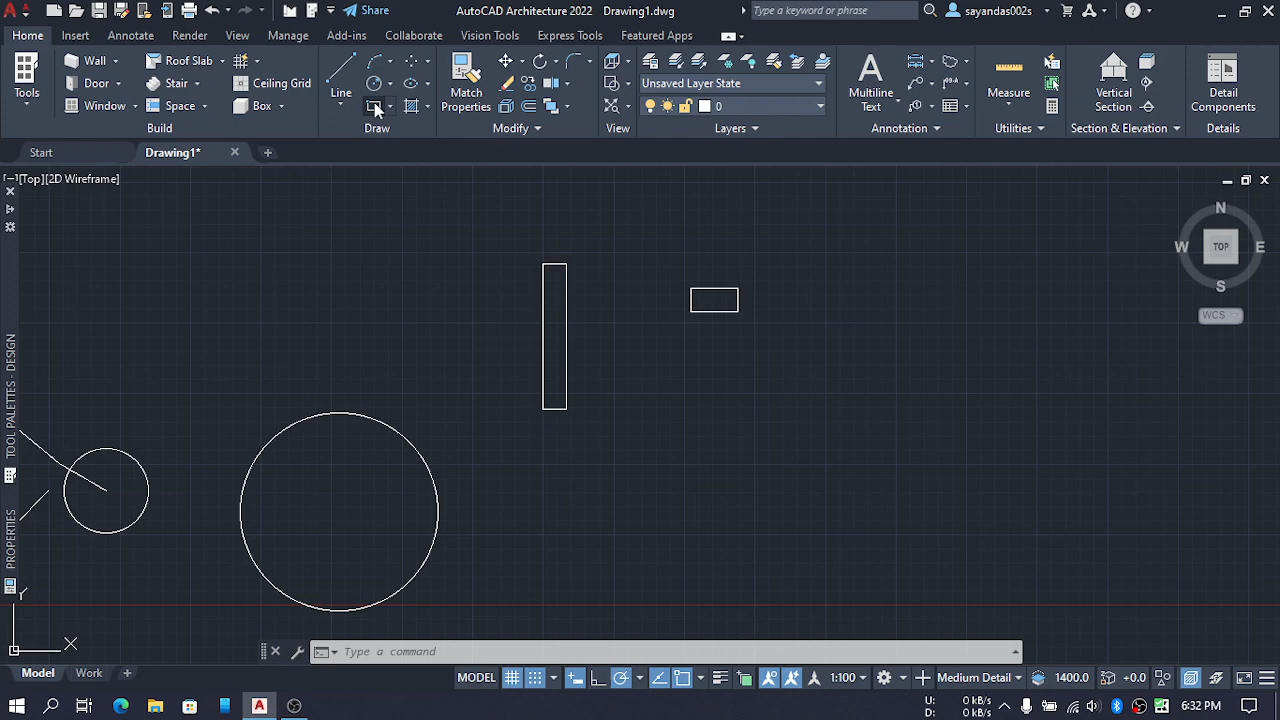 Share
AutoCAD Architecture 2022 Drawing1.dwg
Type a keyword or phrase
sayandas002s
Home Insert Annotate Render View Manage Add-ins Collaborate Vision Tools Express Tools Featured Apps
Tools
Wall
Door
Window
Roof Slab
Stair
Space
Ceiling Grid
Box
Build
Line
Draw
Match
Properties
Modify
View
Unsaved Layer State
0
Layers
Multiline
Text
Annotation
Measure
Utilities
Vertical
Section
Section & Elevation
Detail
Components
Details
Start Drawing1*
[–][Top][2D Wireframe]
N
W TOP E
S
WCS
TOOL PALETTES - DESIGN
PROPERTIES
Y
X
Type a command
Model Work
MODEL
1:100
Medium Detail
1400.0
+0.0
U: 0 kB/s
D: 0 kB/s
6:32 PM